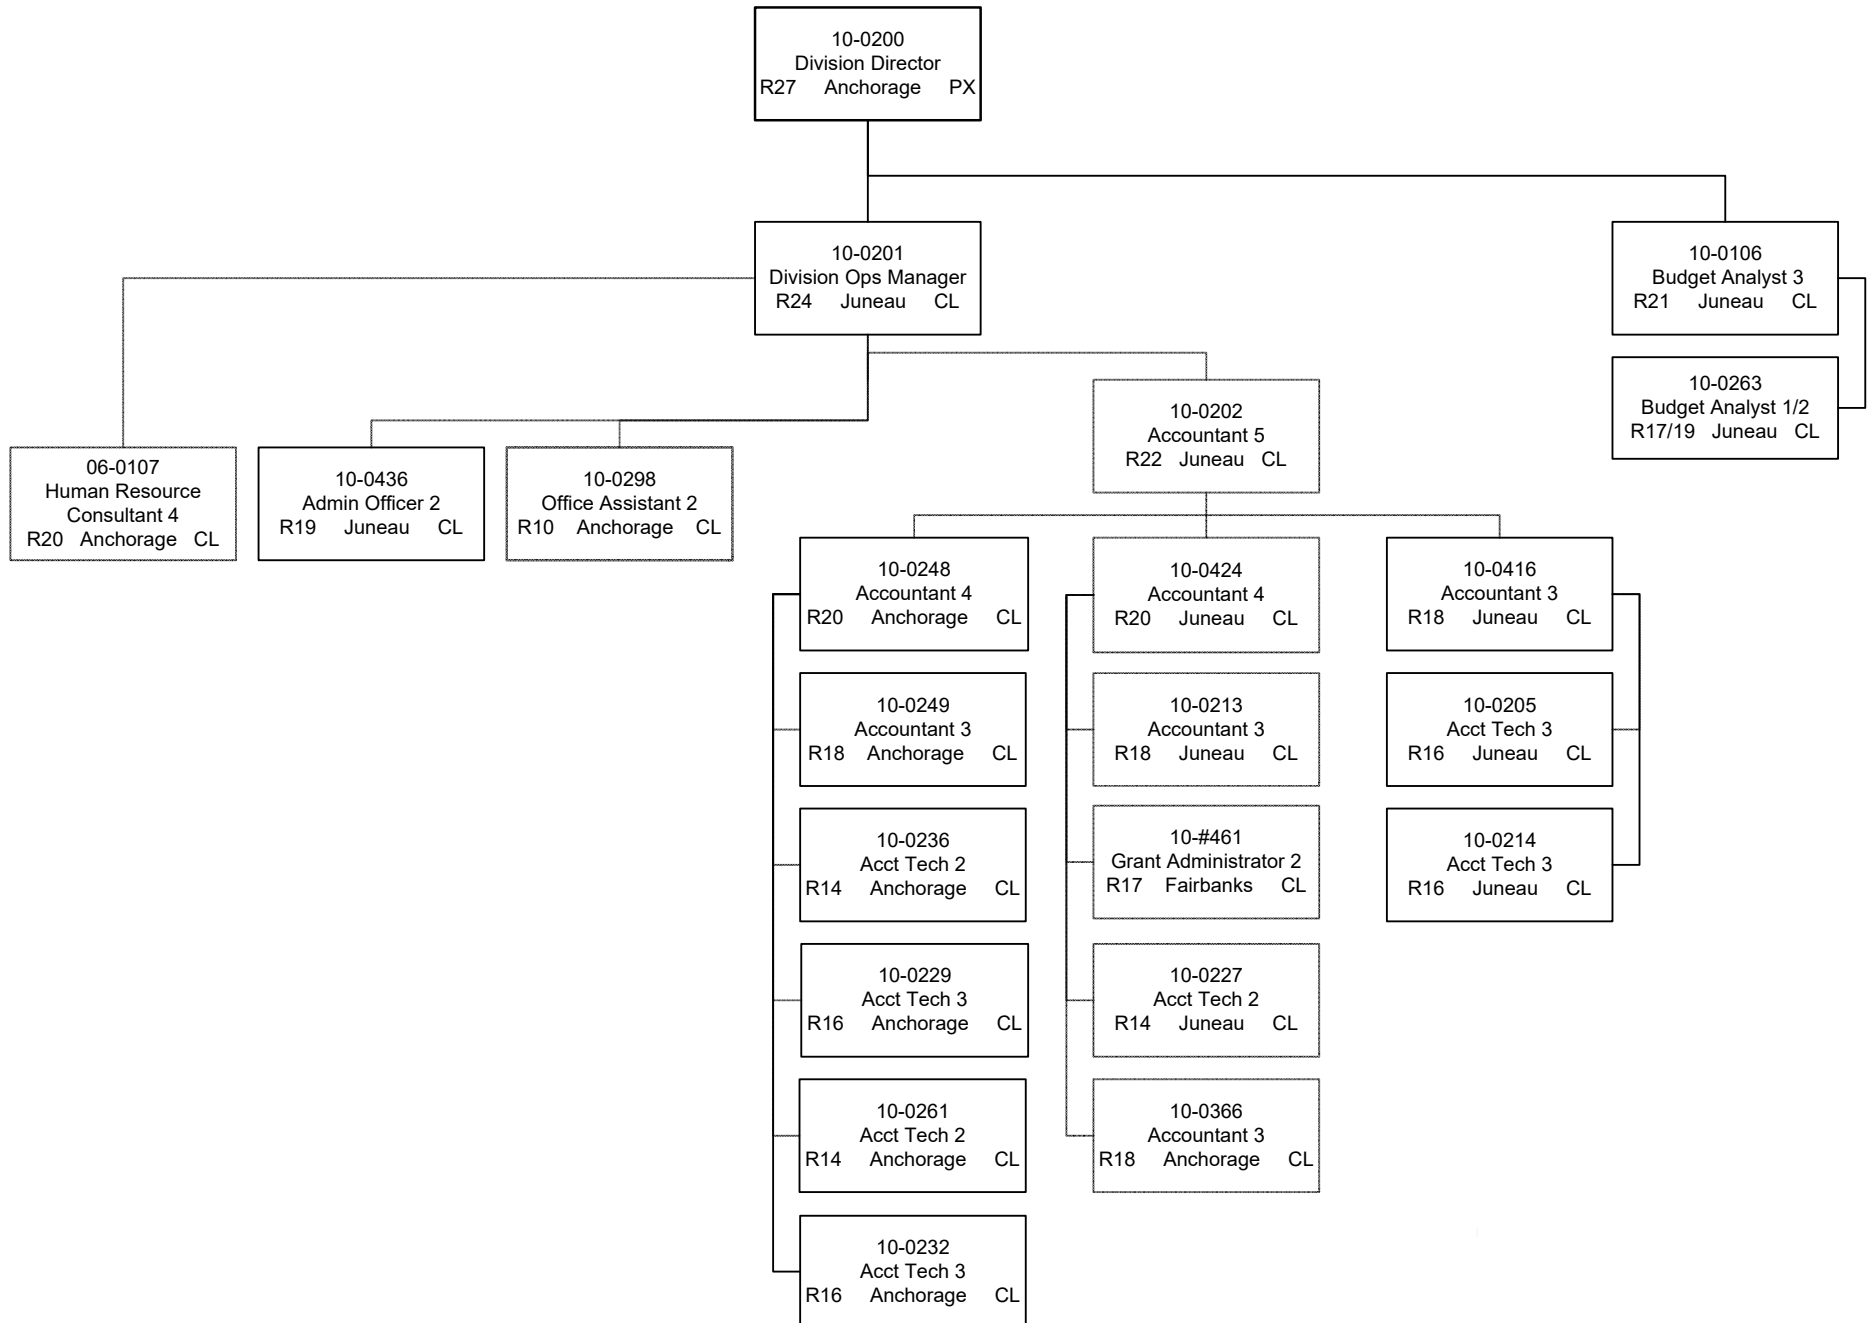 10-0200
Division Director
R27 Anchorage PX
10-0201
Division Ops Manager
R24 Juneau CL
10-0106
Budget Analyst 3
R21 Juneau CL
10-0263
Budget Analyst 1/2
R17/19 Juneau CL
06-0107
Human Resource
Consultant 4
R20 Anchorage CL
10-0436
Admin Officer 2
R19 Juneau CL
10-0298
Office Assistant 2
R10 Anchorage CL
10-0202
Accountant 5
R22 Juneau CL
10-0248
Accountant 4
R20 Anchorage CL
10-0249
Accountant 3
R18 Anchorage CL
10-0236
Acct Tech 2
R14 Anchorage CL
10-0229
Acct Tech 3
R16 Anchorage CL
10-0261
Acct Tech 2
R14 Anchorage CL
10-0232
Acct Tech 3
R16 Anchorage CL
10-0424
Accountant 4
R20 Juneau CL
10-0213
Accountant 3
R18 Juneau CL
10-#461
Grant Administrator 2
R17 Fairbanks CL
10-0227
Acct Tech 2
R14 Juneau CL
10-0366
Accountant 3
R18 Anchorage CL
10-0416
Accountant 3
R18 Juneau CL
10-0205
Acct Tech 3
R16 Juneau CL
10-0214
Acct Tech 3
R16 Juneau CL